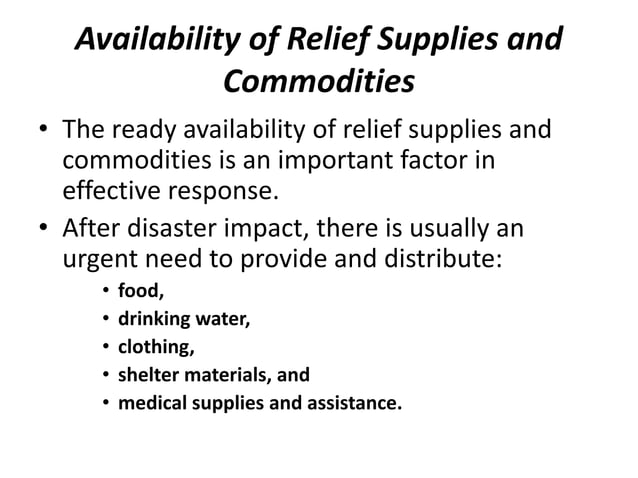 Availability of Relief Supplies and
Commodities
• The ready availability of relief supplies and
commodities is an important factor in
effective response.
• After disaster impact, there is usually an
urgent need to provide and distribute:
• food,
• drinking water,
• clothing,
• shelter materials, and
• medical supplies and assistance.